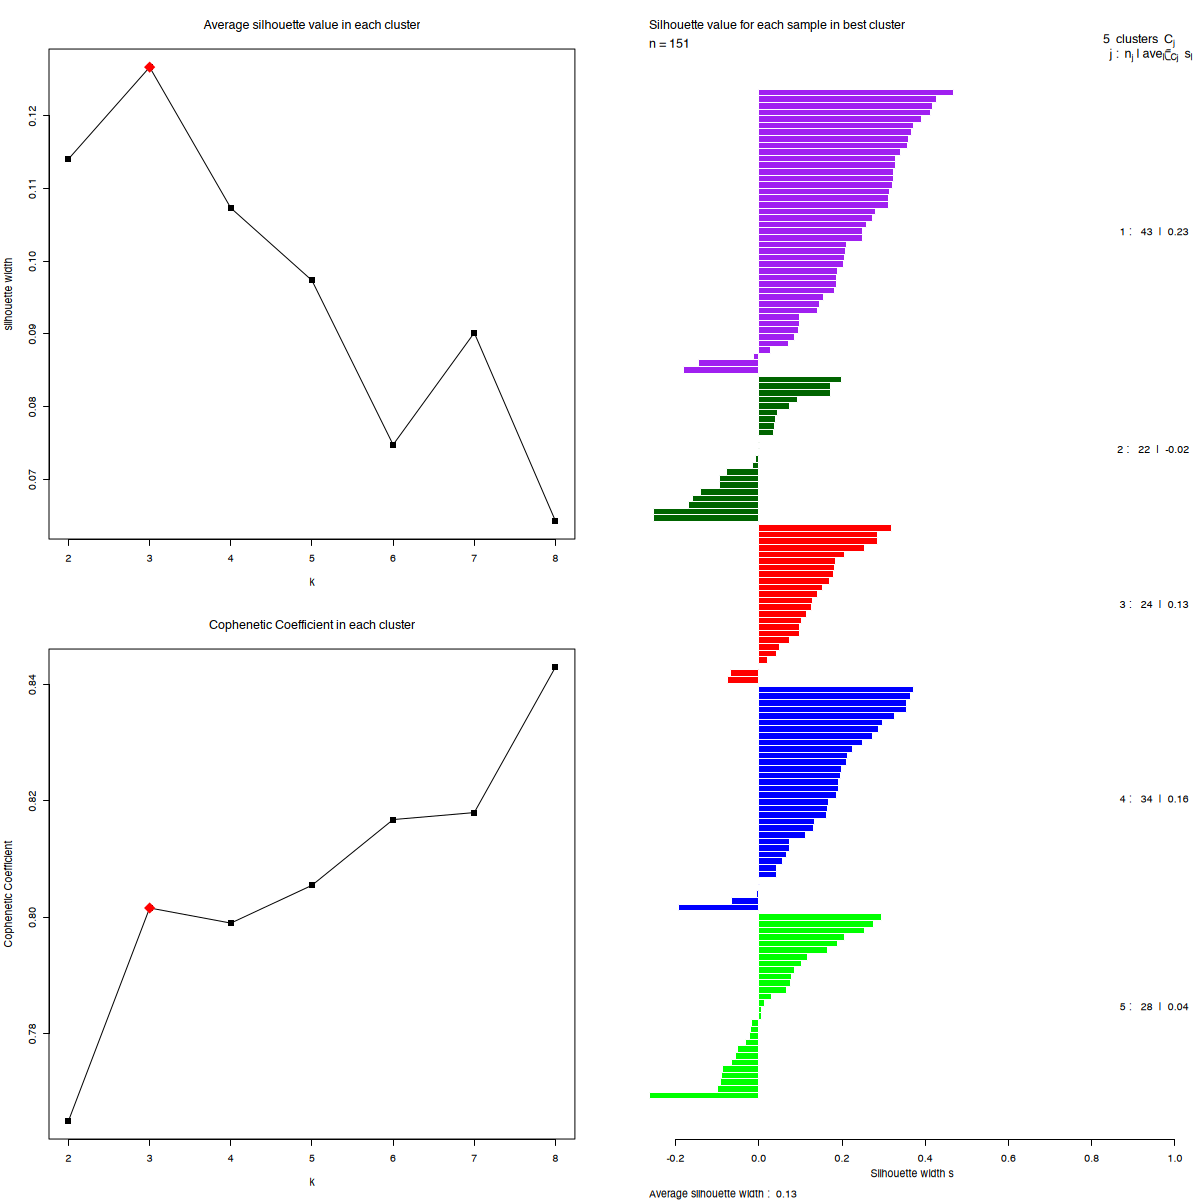 Average silhouette value in each cluster
0.12
0.11
0.10
0.09
0.08
0.07
silhouette width
2 3 4 5 6 7 8
k
Cophenetic Coefficient in each cluster
0.84
0.82
0.80
0.78
Cophenetic Coefficient
2 3 4 5 6 7 8
k
Silhouette value for each sample in best cluster
n = 151
5 clusters Cj
j : nj | avei∈Cj si
1 : 43 | 0.23
2 : 22 | -0.02
3 : 24 | 0.13
4 : 34 | 0.16
5 : 28 | 0.04
-0.2 0.0 0.2 0.4 0.6 0.8 1.0
Silhouette width s
Average silhouette width : 0.13